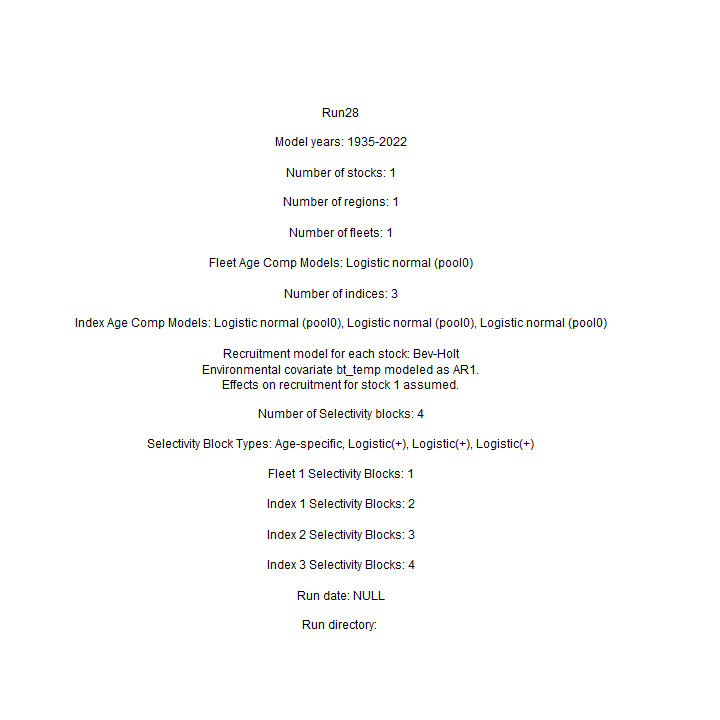 Run28
Model years: 1935-2022
Number of stocks: 1
Number of regions: 1
Number of fleets: 1
Fleet Age Comp Models: Logistic normal (pool0)
Number of indices: 3
Index Age Comp Models: Logistic normal (pool0), Logistic normal (pool0), Logistic normal (pool0)
Recruitment model for each stock: Bev-Holt
Environmental covariate bt_temp modeled as AR1.
Effects on recruitment for stock 1 assumed.
Number of Selectivity blocks: 4
Selectivity Block Types: Age-specific, Logistic(+), Logistic(+), Logistic(+)
Fleet 1 Selectivity Blocks: 1
Index 1 Selectivity Blocks: 2
Index 2 Selectivity Blocks: 3
Index 3 Selectivity Blocks: 4
Run date: NULL
Run directory: